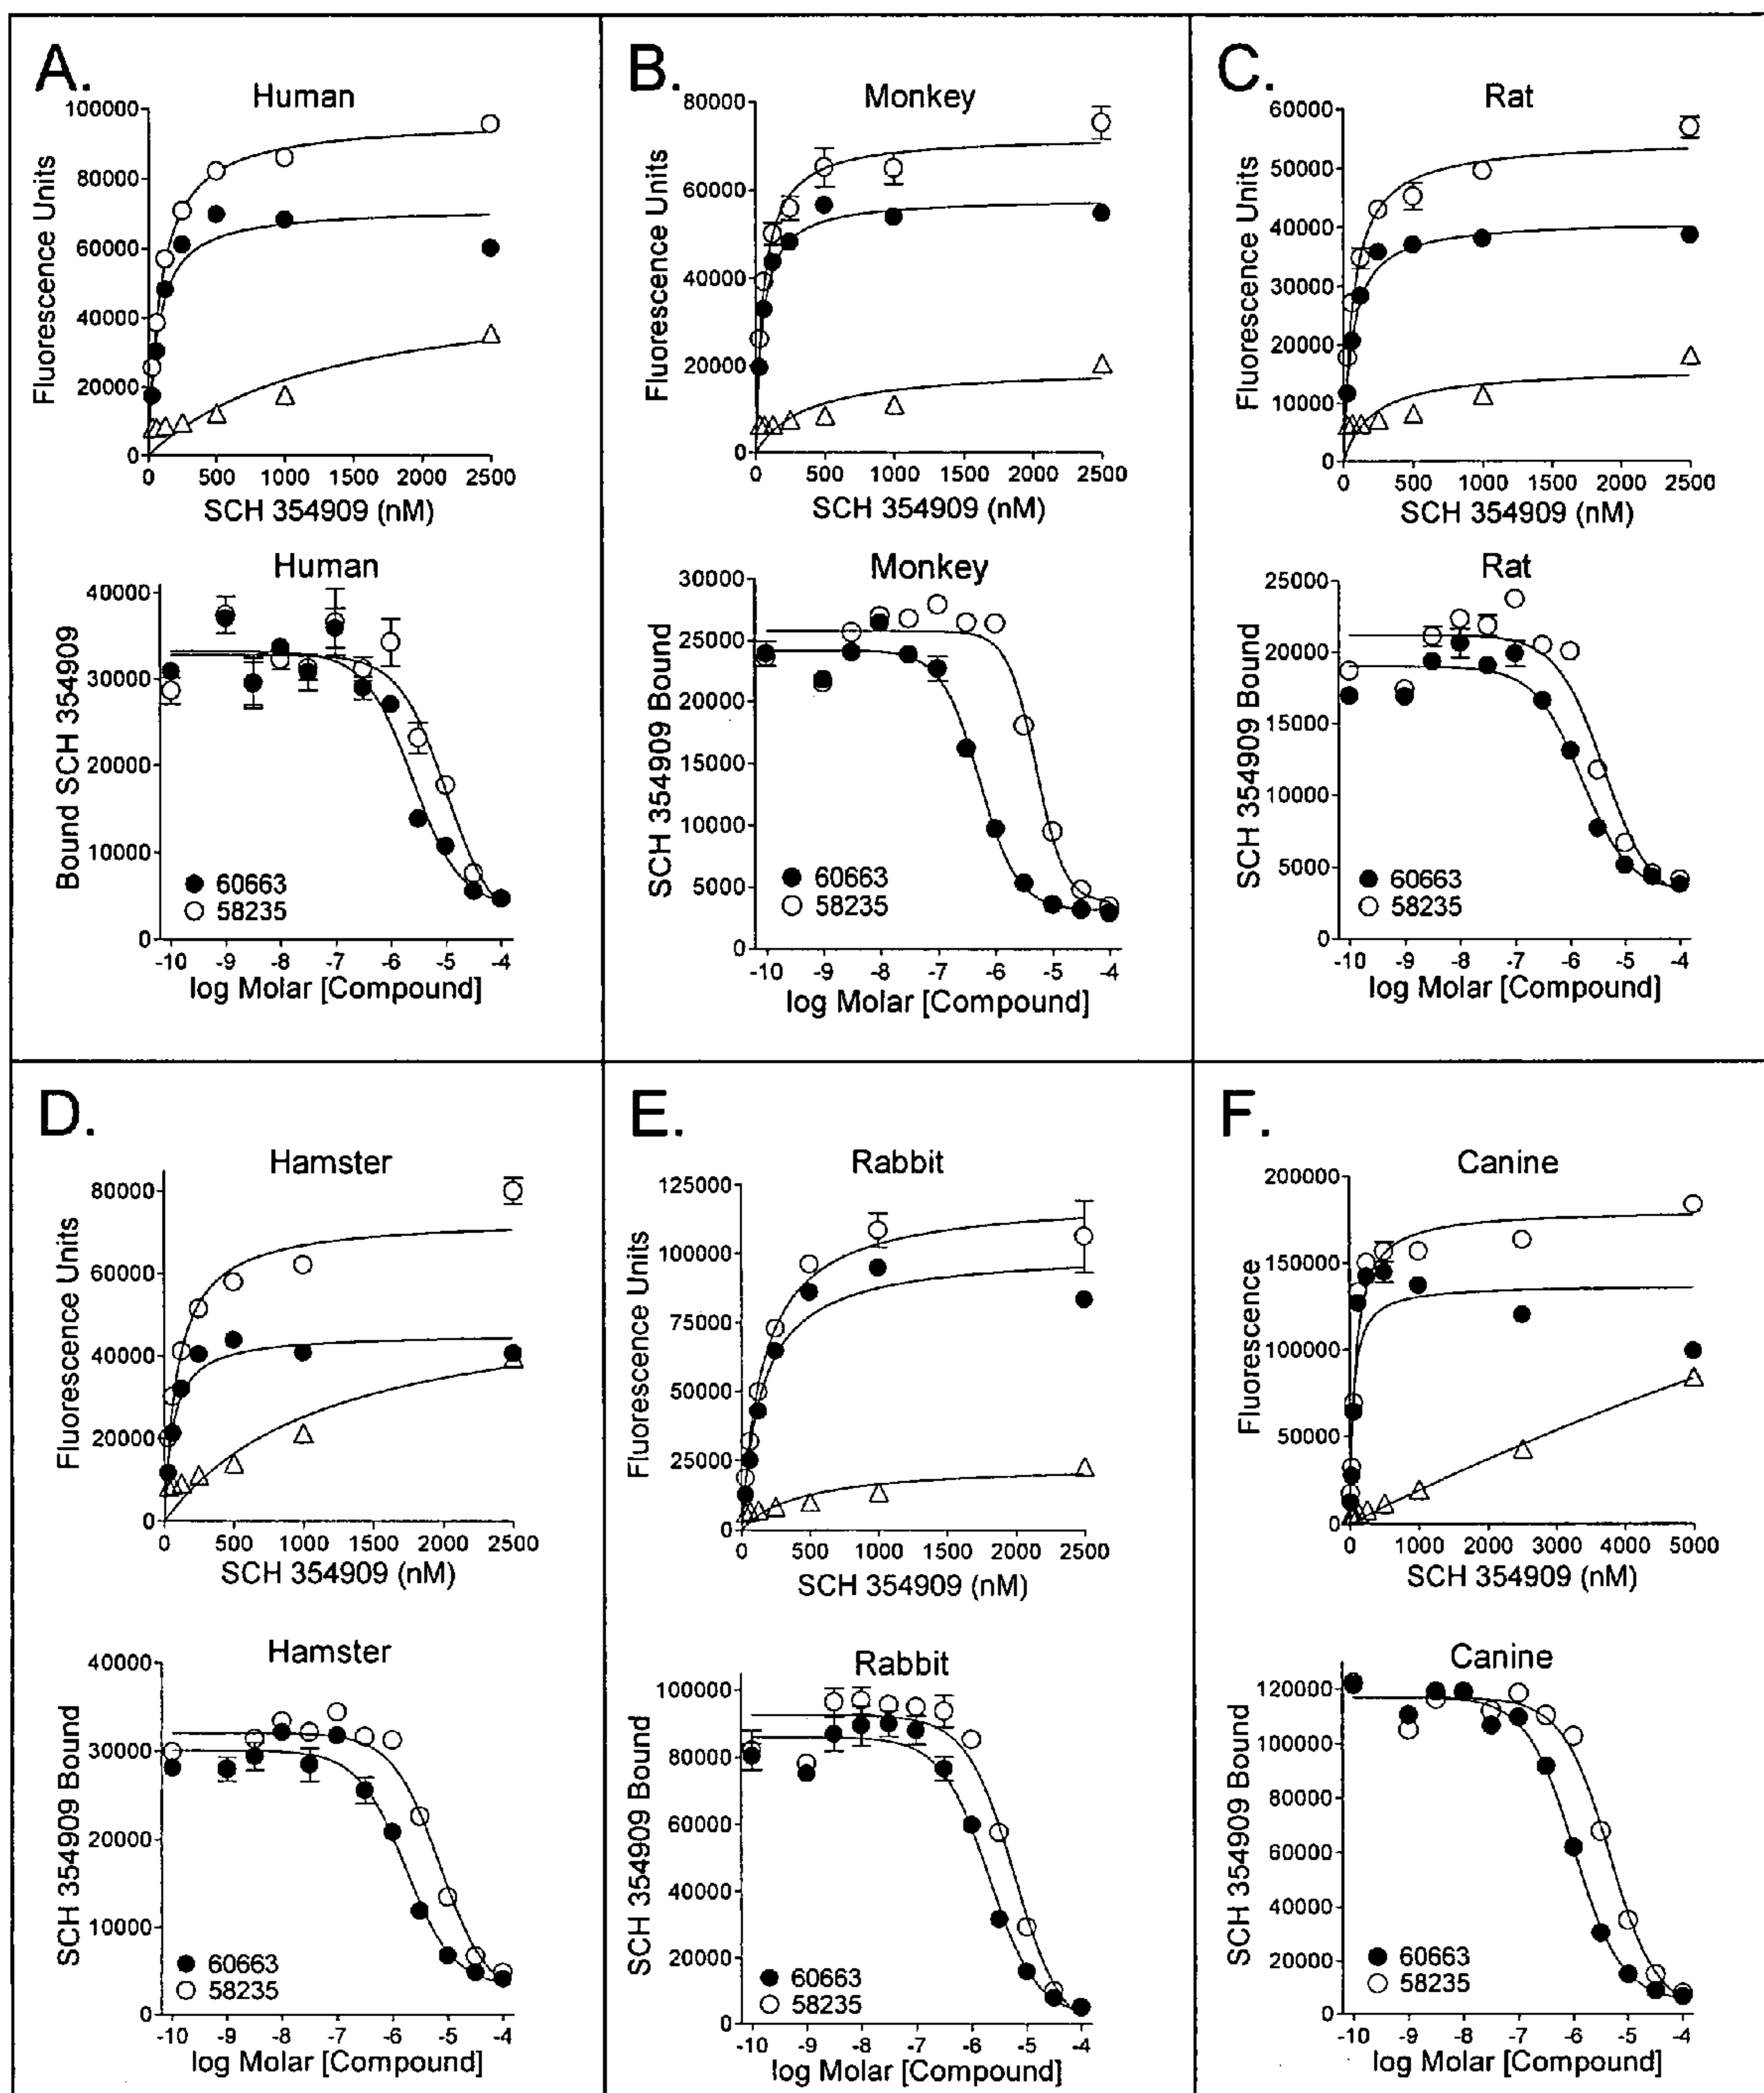 A.
Human
100000
80000
60000
40000
20000
0
Fluorescence Units
0 500 1000 1500 2000 2500
SCH 354909 (nM)
Human
40000
30000
20000
10000
0
Bound SCH 354909
60663
58235
-10 -9 -8 -7 -6 -5 -4
log Molar [Compound]
B.
Monkey
80000
60000
40000
20000
0
Fluorescence Units
0 500 1000 1500 2000 2500
SCH 354909 (nM)
Monkey
30000
25000
20000
15000
10000
5000
0
SCH 354909 Bound
60663
58235
-10 -9 -8 -7 -6 -5 -4
log Molar [Compound]
C.
Rat
60000
50000
40000
30000
20000
10000
0
Fluorescence Units
0 500 1000 1500 2000 2500
SCH 354909 (nM)
Rat
25000
20000
15000
10000
5000
0
SCH 354909 Bound
60663
58235
-10 -9 -8 -7 -6 -5 -4
log Molar [Compound]
D.
Hamster
80000
60000
40000
20000
0
Fluorescence Units
0 500 1000 1500 2000 2500
SCH 354909 (nM)
Hamster
40000
30000
20000
10000
0
SCH 354909 Bound
60663
58235
-10 -9 -8 -7 -6 -5 -4
log Molar [Compound]
E.
Rabbit
125000
100000
75000
50000
25000
0
Fluorescence Units
0 500 1000 1500 2000 2500
SCH 354909 (nM)
Rabbit
100000
80000
60000
40000
20000
0
SCH 354909 Bound
60663
58235
-10 -9 -8 -7 -6 -5 -4
log Molar [Compound]
F.
Canine
200000
150000
100000
50000
0
Fluorescence
0 1000 2000 3000 4000 5000
SCH 354909 (nM)
Canine
120000
100000
80000
60000
40000
20000
0
SCH 354909 Bound
60663
58235
-10 -9 -8 -7 -6 -5 -4
log Molar [Compound]